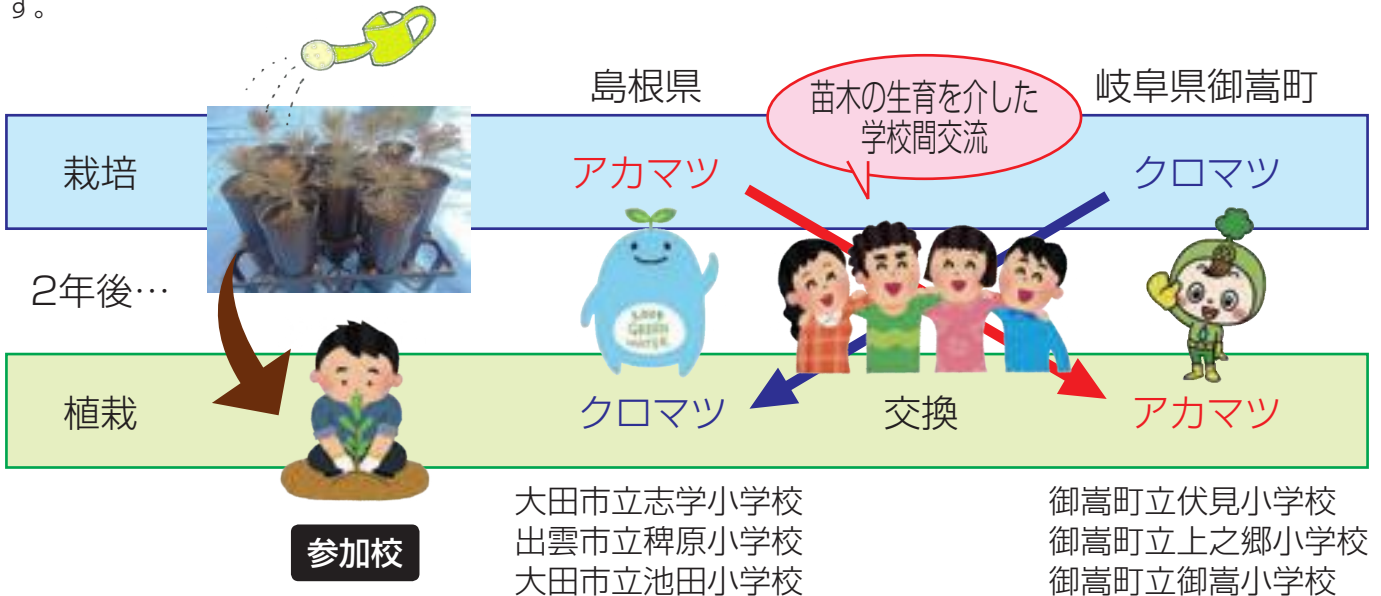 す。
島根県
苗木の生育を介した
学校間交流
岐阜県御嵩町
栽培
アカマツ
クロマツ
2年後…
LOVE
GREEN
WATER
植栽
クロマツ
交換
アカマツ
参加校
大田市立志学小学校
出雲市立稗原小学校
大田市立池田小学校
御嵩町立伏見小学校
御嵩町立上之郷小学校
御嵩町立御嵩小学校